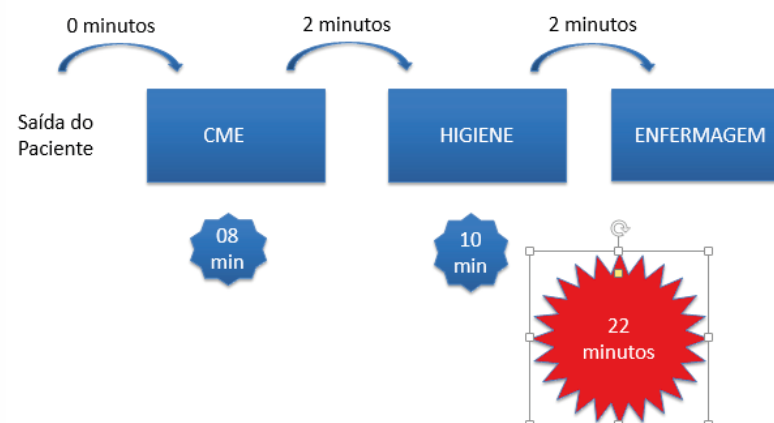 0 minutos
2 minutos
2 minutos
Saída do
Paciente
CME
HIGIENE
ENFERMAGEM
08
min
10
min
22
minutos